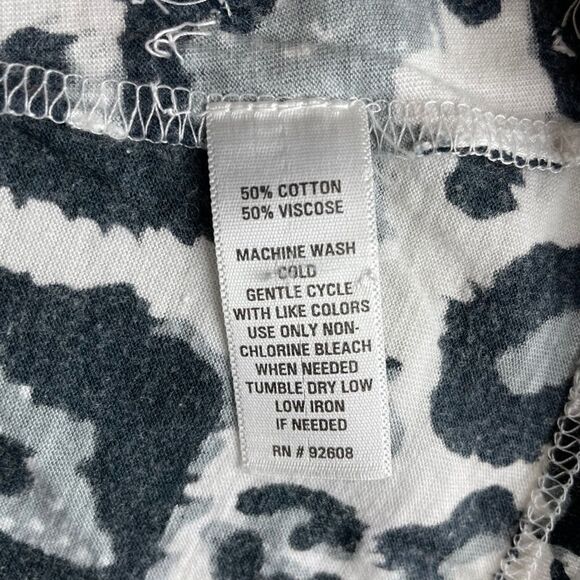 50% COTTON
50% VISCOSE
MACHINE WASH
COLD
GENTLE CYCLE
WITH LIKE COLORS
USE ONLY NON-
CHLORINE BLEACH
WHEN NEEDED
TUMBLE DRY LOW
LOW IRON
IF NEEDED
RN # 92608